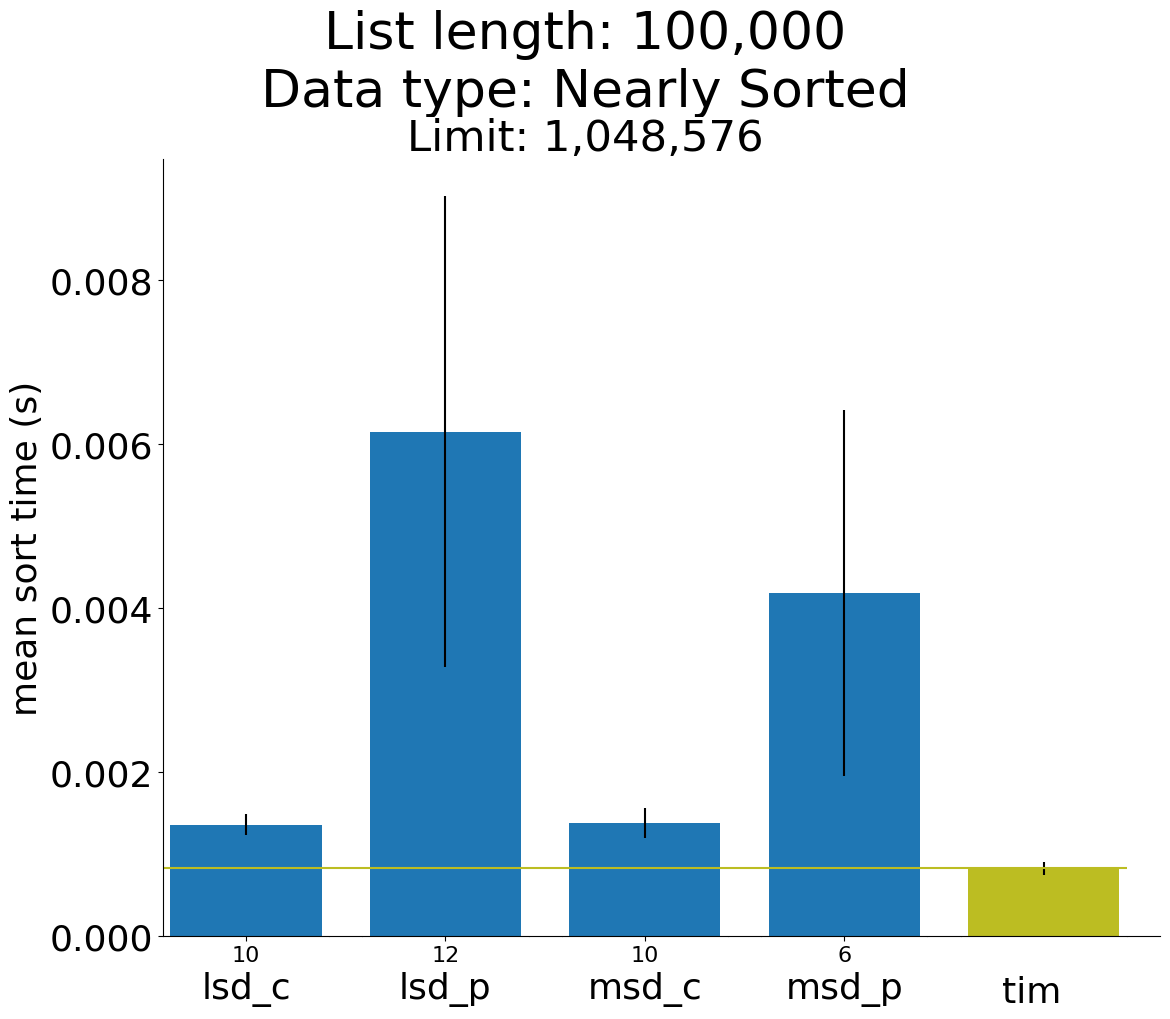 List length: 100,000
Data type: Nearly Sorted
Limit: 1,048,576
mean sort time (s)
0.008
0.006
0.004
0.002
0.000
10 12 10 6
lsd_c lsd_p msd_c msd_p tim